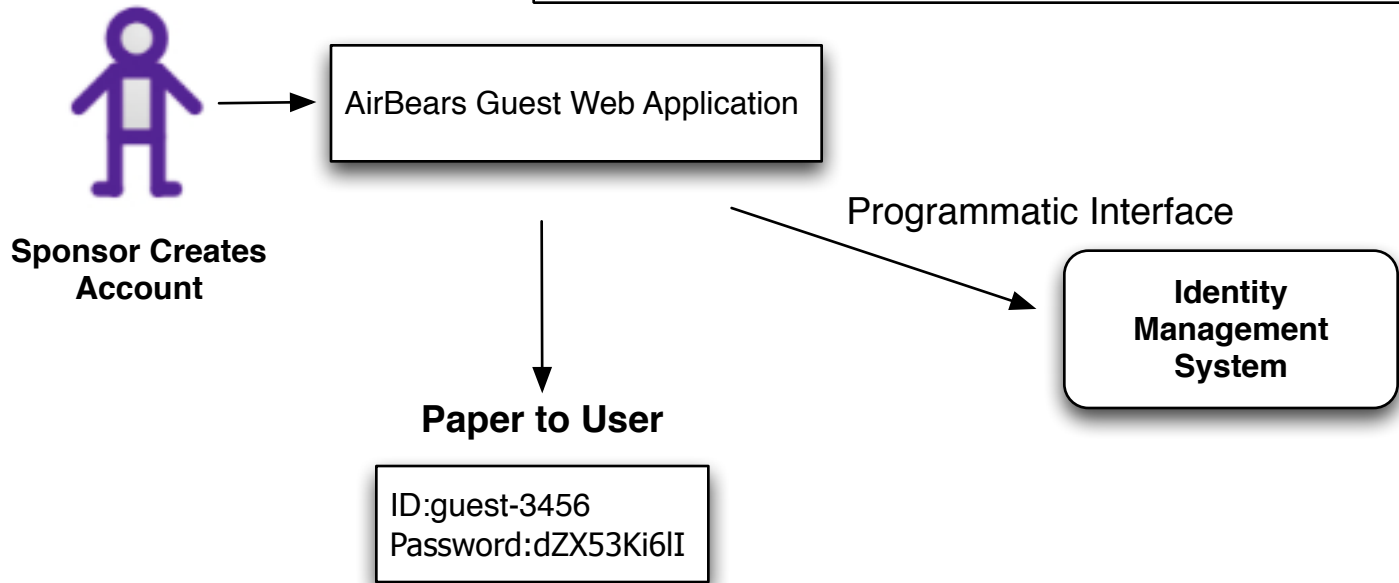 AirBears Guest Web Application
Programmatic Interface
Sponsor Creates
Account
Identity
Management
System
Paper to User
ID:guest-3456
Password:dZX53Ki6lI